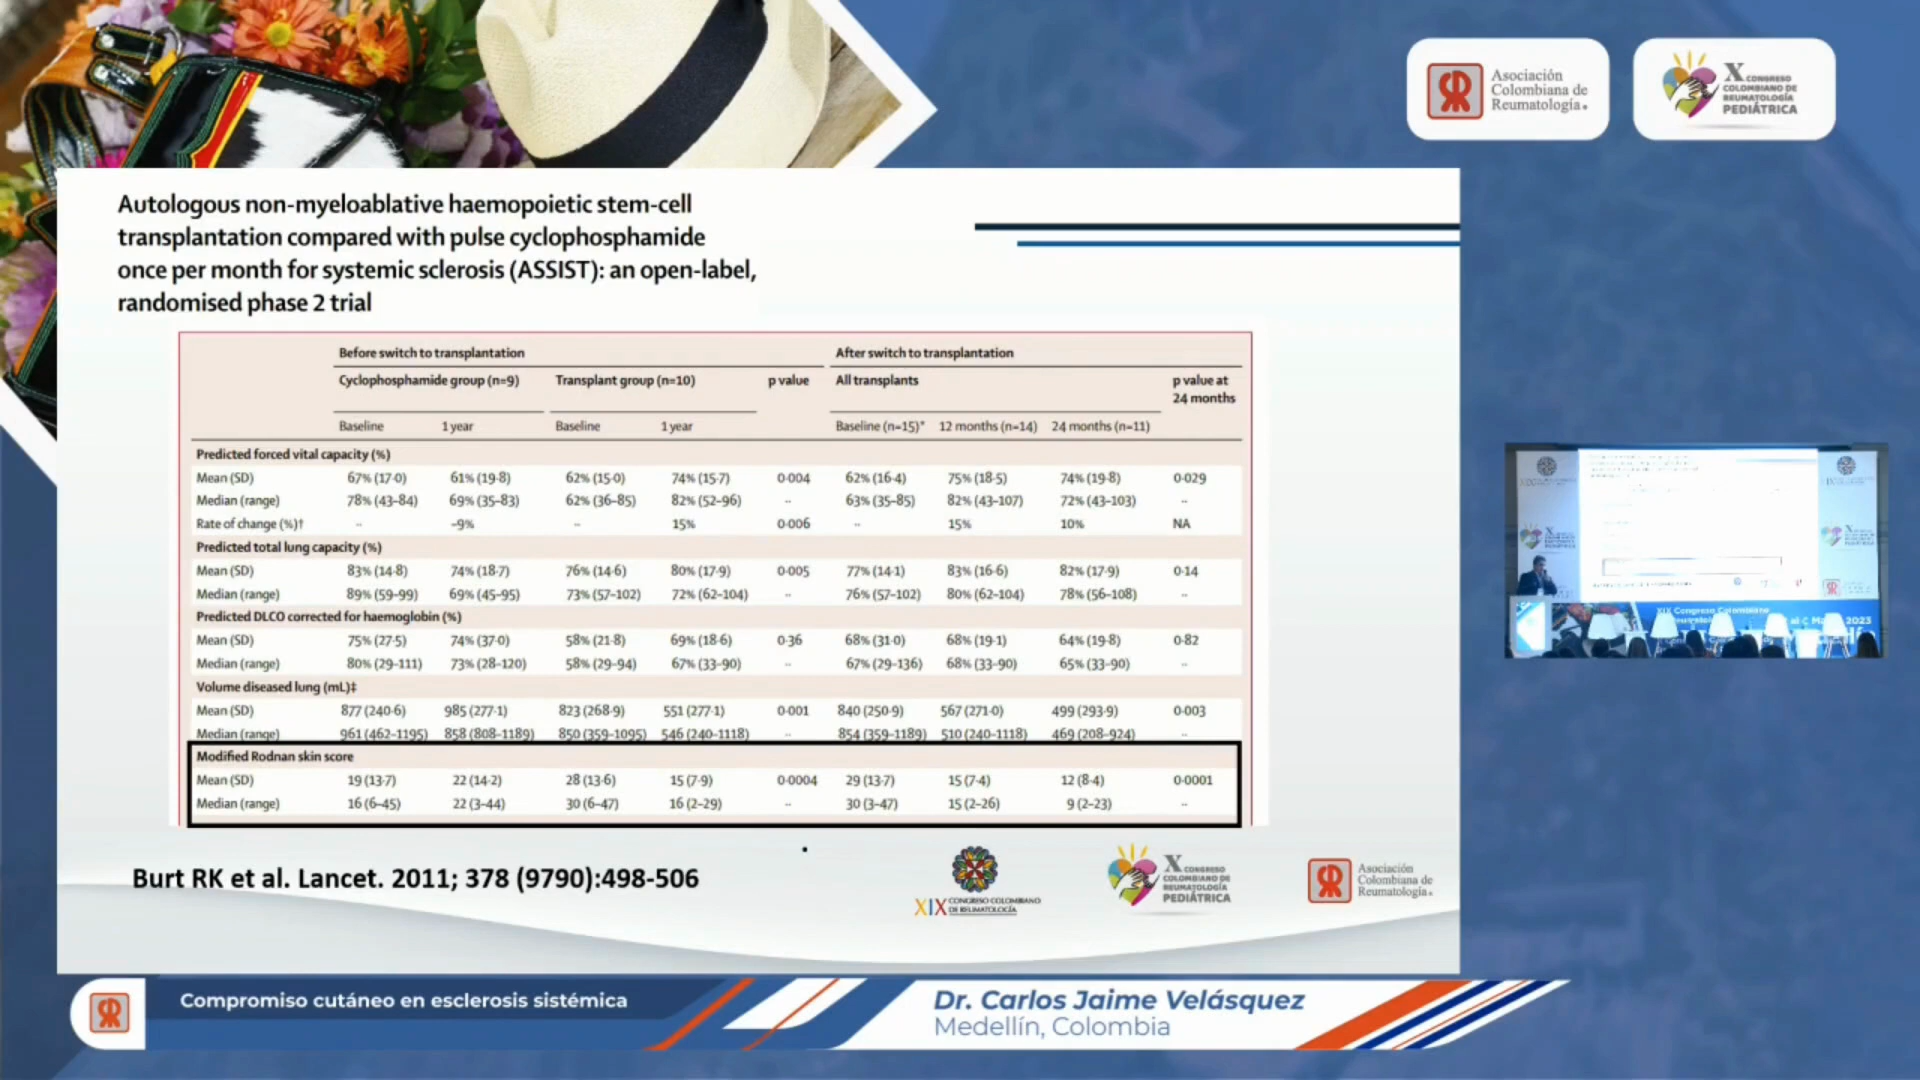 Asociación
Colombiana de
Reumatología.
X CONGRESO
COLOMBIANO DE
REUMATOLOGÍA
PEDIÁTRICA
Autologous non-myeloablative haemopoietic stem-cell
transplantation compared with pulse cyclophosphamide
once per month for systemic sclerosis (ASSIST): an open-label,
randomised phase 2 trial
Before switch to transplantation After switch to transplantation
Cyclophosphamide group (n=9) Transplant group (n=10) p value All transplants p value at
24 months
Baseline 1 year Baseline 1 year Baseline (n=15)* 12 months (n=14) 24 months (n=11)
Predicted forced vital capacity (%)
Mean (SD) 67% (17·0) 61% (19·8) 62% (15·0) 74% (15·7) 0·004 62% (16·4) 75% (18·5) 74% (19·8) 0·029
Median (range) 78% (43–84) 69% (35–83) 62% (36–85) 82% (52–96) ·· 63% (35–85) 82% (43–107) 72% (43–103) ··
Rate of change (%)† ·· –9% ·· 15% 0·006 ·· 15% 10% NA
Predicted total lung capacity (%)
Mean (SD) 83% (14·8) 74% (18·7) 76% (14·6) 80% (17·9) 0·005 77% (14·1) 83% (16·6) 82% (17·9) 0·14
Median (range) 89% (59–99) 69% (45–95) 73% (57–102) 72% (62–104) ·· 76% (57–102) 80% (62–104) 78% (56–108) ··
Predicted DLCO corrected for haemoglobin (%)
Mean (SD) 75% (27·5) 74% (37·0) 58% (21·8) 69% (18·6) 0·36 68% (31·0) 68% (19·1) 64% (19·8) 0·82
Median (range) 80% (29–111) 73% (28–120) 58% (29–94) 67% (33–90) ·· 67% (29–136) 68% (33–90) 65% (33–90) ··
Volume diseased lung (mL)‡
Mean (SD) 877 (240·6) 985 (277·1) 823 (268·9) 551 (277·1) 0·001 840 (250·9) 567 (271·0) 499 (293·9) 0·003
Median (range) 961 (462–1195) 858 (808–1189) 850 (359–1095) 546 (240–1118) ·· 854 (359–1189) 510 (240–1118) 469 (208–924) ··
Modified Rodnan skin score
Mean (SD) 19 (13·7) 22 (14·2) 28 (13·6) 15 (7·9) 0·0004 29 (13·7) 15 (7·4) 12 (8·4) 0·0001
Median (range) 16 (6–45) 22 (3–44) 30 (6–47) 16 (2–29) ·· 30 (3–47) 15 (2–26) 9 (2–23) ··
Burt RK et al. Lancet. 2011; 378 (9790):498-506
XIX CONGRESO COLOMBIANO
DE REUMATOLOGÍA
X CONGRESO
COLOMBIANO DE
REUMATOLOGÍA
PEDIÁTRICA
Asociación
Colombiana de
Reumatología.
XIX Congreso Colombiano
2023
Compromiso cutáneo en esclerosis sistémica
Dr. Carlos Jaime Velásquez
Medellín, Colombia